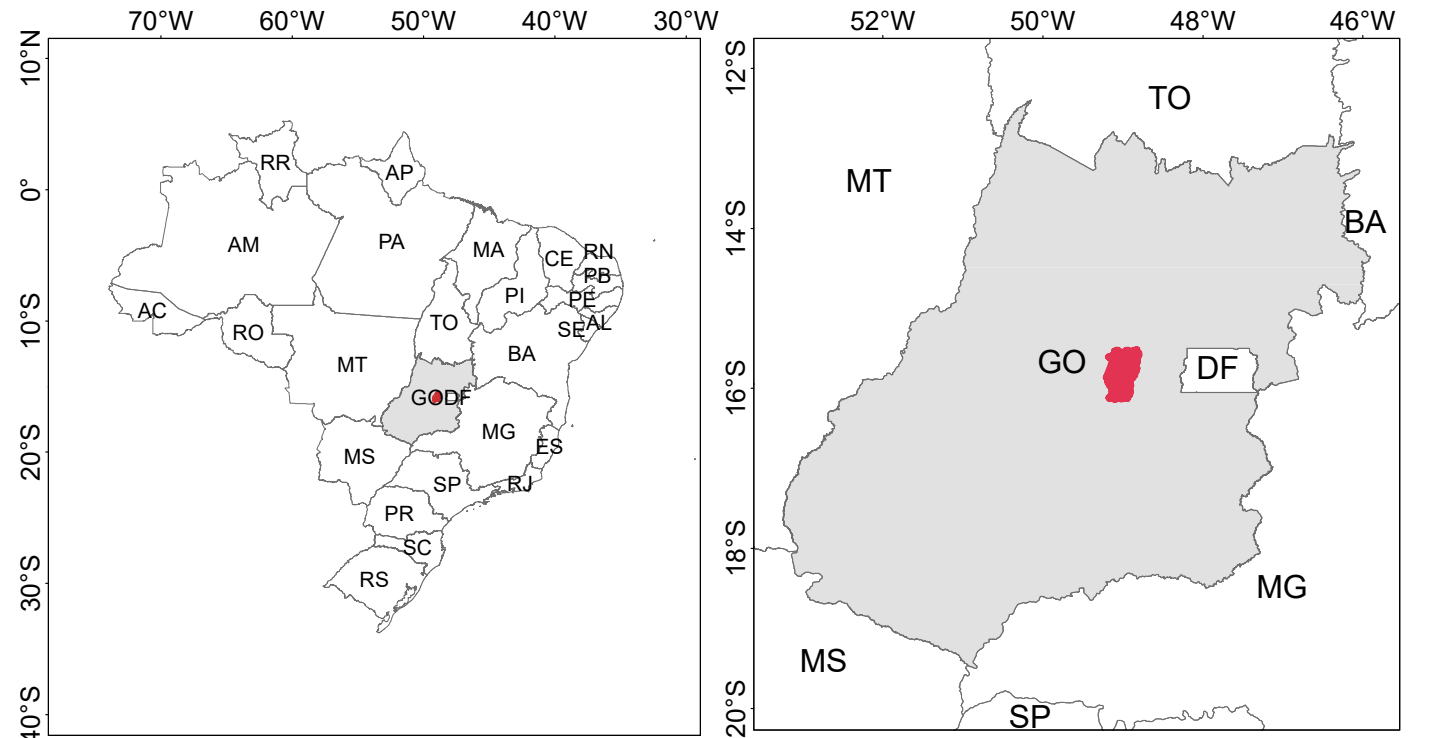 70°W 60°W 50°W 40°W 30°W
10°N
0°
10°S
20°S
30°S
40°S
RR
AP
AM
PA
MA
CE
RN
PB
PI
PE
AC
TO
AL
SE
RO
BA
MT
GO
DF
MG
ES
MS
SP
RJ
PR
SC
RS
52°W 50°W 48°W 46°W
12°S
14°S
16°S
18°S
20°S
TO
MT
BA
GO
DF
MG
MS
SP